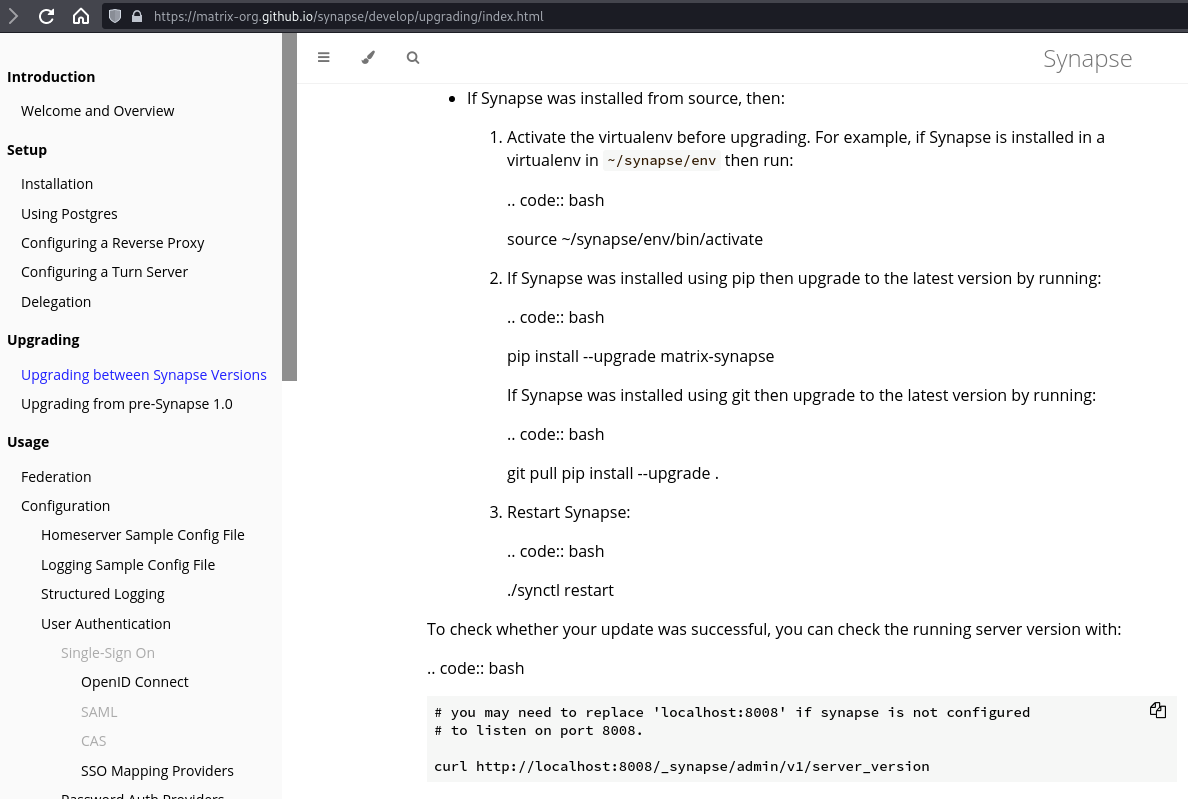 https://matrix-org.github.io/synapse/develop/upgrading/index.html
Introduction
Welcome and Overview
Setup
Installation
Using Postgres
Configuring a Reverse Proxy
Configuring a Turn Server
Delegation
Upgrading
Upgrading between Synapse Versions
Upgrading from pre-Synapse 1.0
Usage
Federation
Configuration
Homeserver Sample Config File
Logging Sample Config File
Structured Logging
User Authentication
Single-Sign On
OpenID Connect
SAML
CAS
SSO Mapping Providers
Password Auth Providers
Synapse
• If Synapse was installed from source, then:
1. Activate the virtualenv before upgrading. For example, if Synapse is installed in a
virtualenv in ~/synapse/env then run:
.. code:: bash
source ~/synapse/env/bin/activate
2. If Synapse was installed using pip then upgrade to the latest version by running:
.. code:: bash
pip install --upgrade matrix-synapse
If Synapse was installed using git then upgrade to the latest version by running:
.. code:: bash
git pull pip install --upgrade .
3. Restart Synapse:
.. code:: bash
./synctl restart
To check whether your update was successful, you can check the running server version with:
.. code:: bash
# you may need to replace 'localhost:8008' if synapse is not configured
# to listen on port 8008.
curl http://localhost:8008/_synapse/admin/v1/server_version